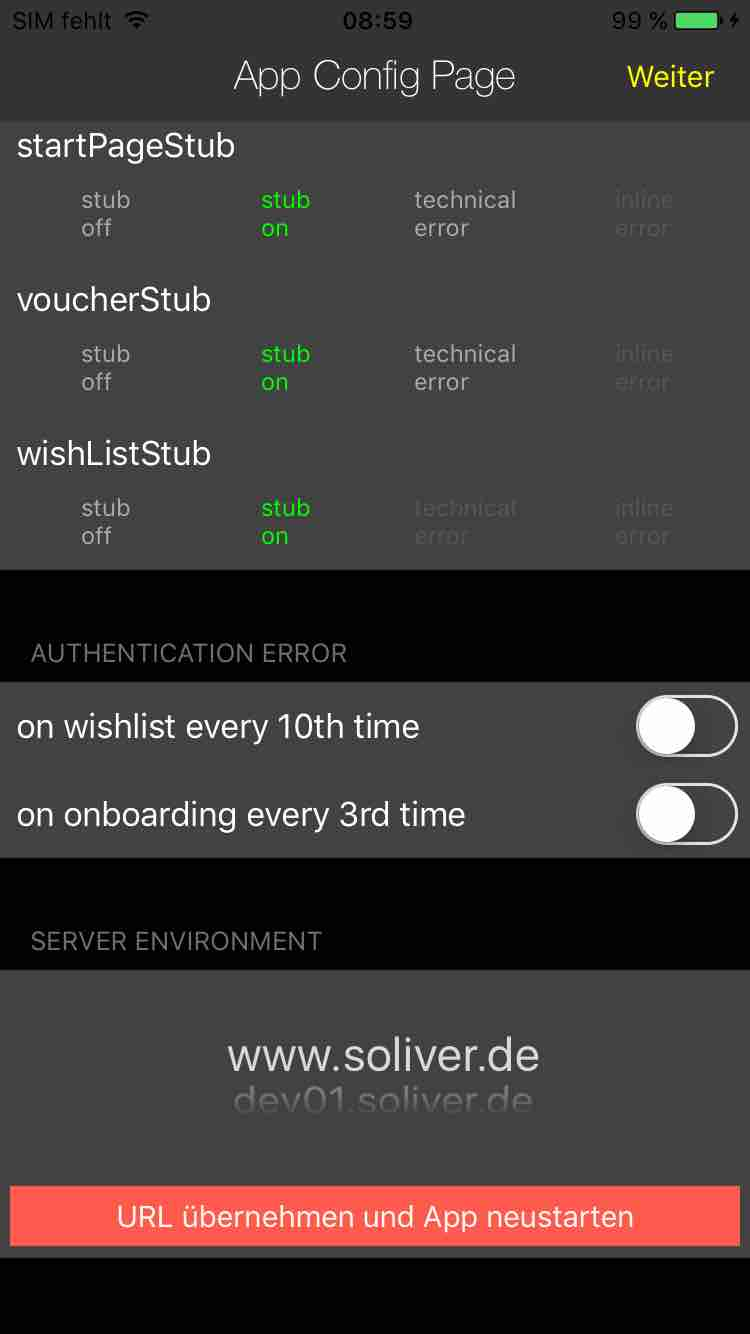 SIM fehlt 08:59 99 %
App Config Page Weiter
startPageStub
stub stub technical inline
off on error error
voucherStub
stub stub technical inline
off on error error
wishListStub
stub stub technical inline
off on error error
AUTHENTICATION ERROR
on wishlist every 10th time
on onboarding every 3rd time
SERVER ENVIRONMENT
www.soliver.de
dev01.soliver.de
URL übernehmen und App neustarten